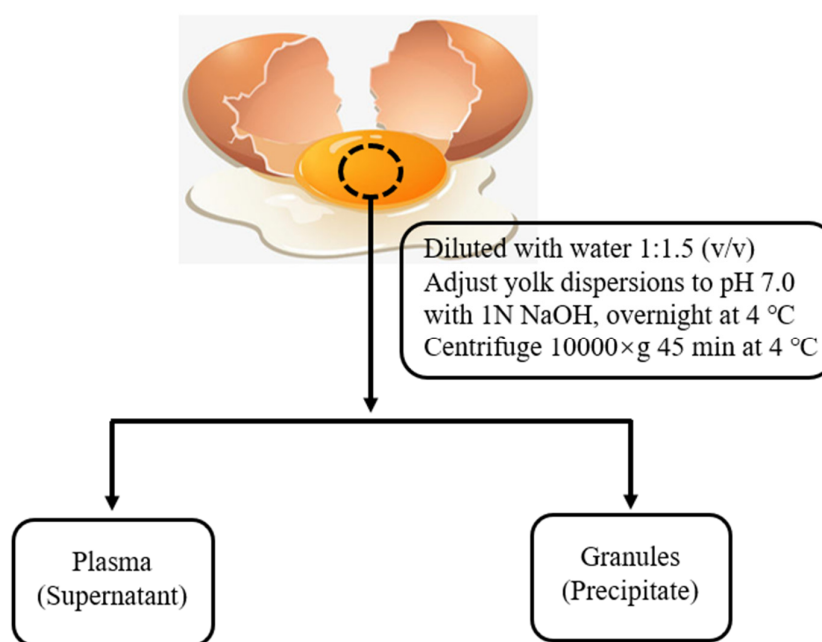 Diluted with water 1:1.5 (v/v)
Adjust yolk dispersions to pH 7.0
with 1N NaOH, overnight at 4 ℃
Centrifuge 10000×g 45 min at 4 ℃
Plasma
(Supernatant)
Granules
(Precipitate)